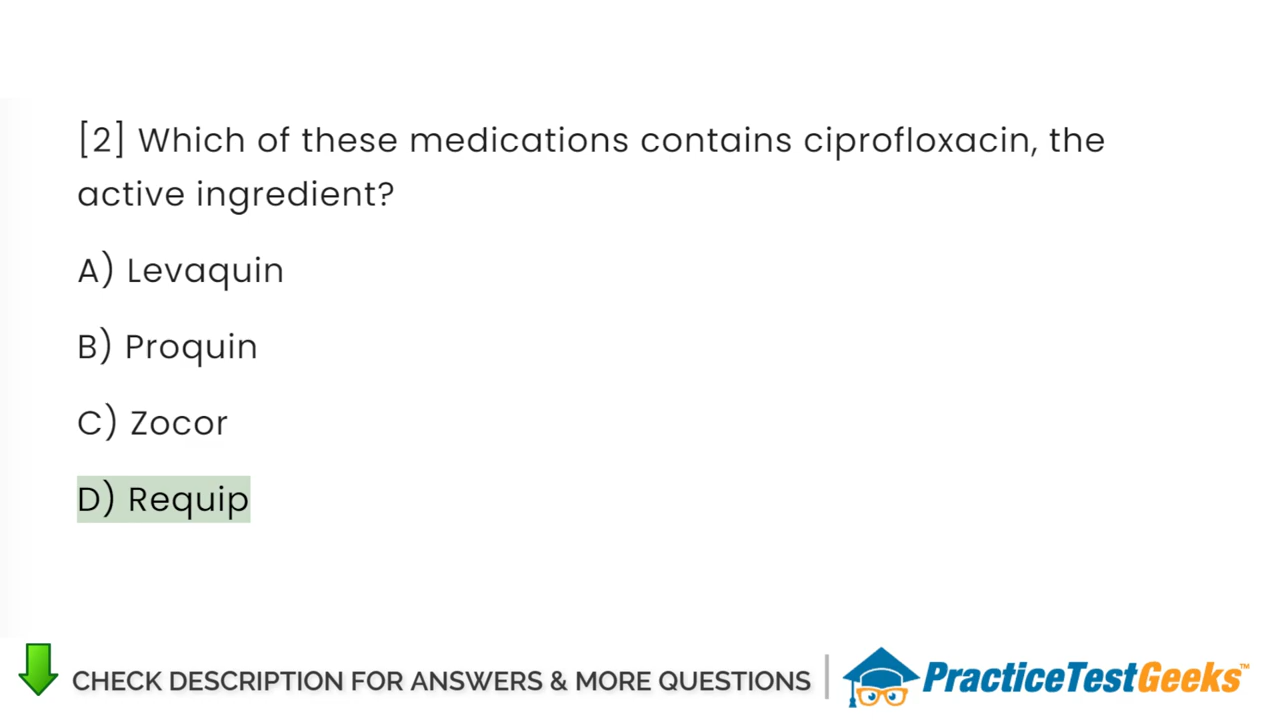 [2] Which of these medications contains ciprofloxacin, the
active ingredient?
A) Levaquin
B) Proquin
C) Zocor
D) Requip
CHECK DESCRIPTION FOR ANSWERS & MORE QUESTIONS
PracticeTestGeeks™